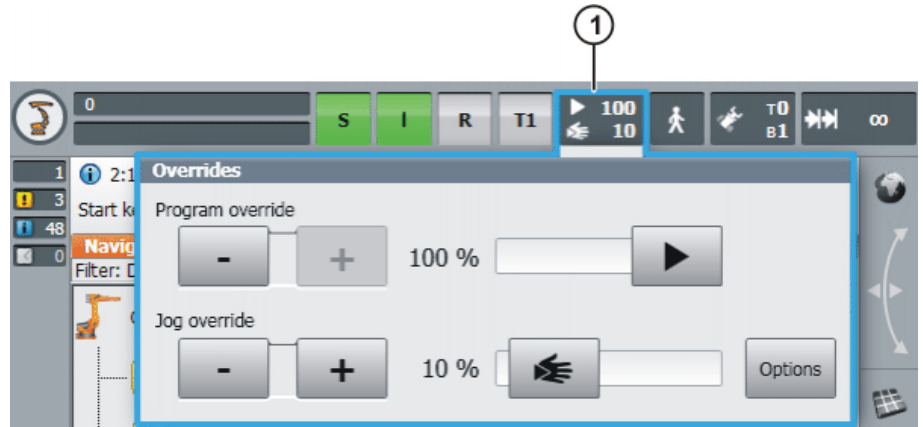 1
0
S I R T1 100 10 T0 B1 ∞
1
3
48
0
2:1
Start k
Navig
Filter: D
Overrides
Program override
- + 100 %
Jog override
- + 10 % Options